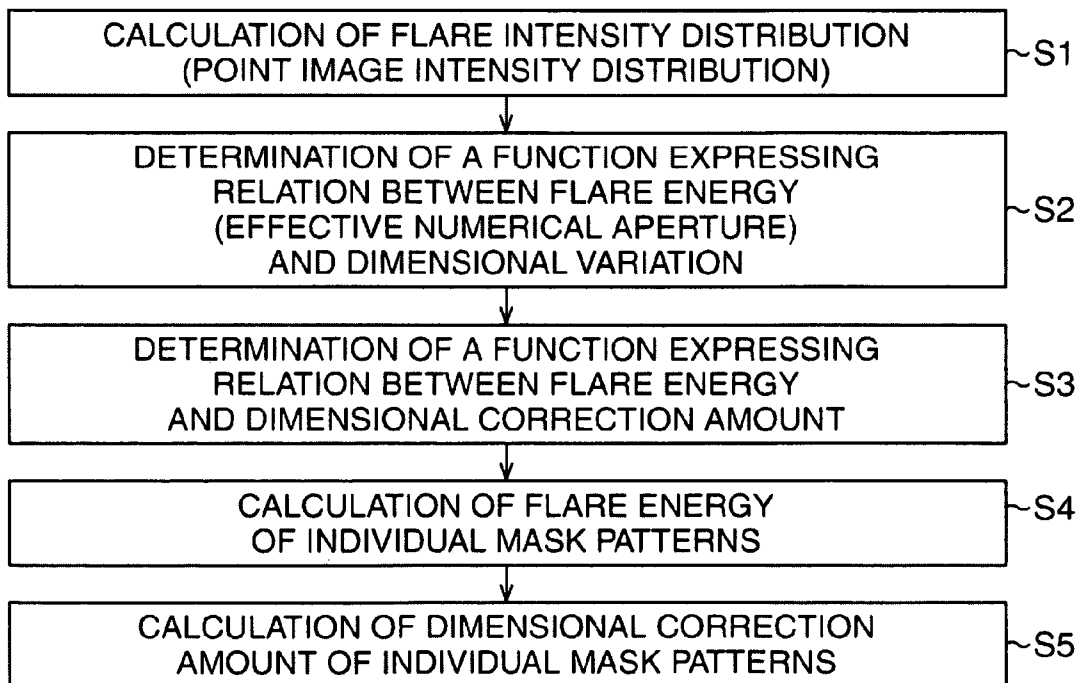 CALCULATION OF FLARE INTENSITY DISTRIBUTION
(POINT IMAGE INTENSITY DISTRIBUTION)
~S1
DETERMINATION OF A FUNCTION EXPRESSING
RELATION BETWEEN FLARE ENERGY
(EFFECTIVE NUMERICAL APERTURE)
AND DIMENSIONAL VARIATION
~S2
DETERMINATION OF A FUNCTION EXPRESSING
RELATION BETWEEN FLARE ENERGY
AND DIMENSIONAL CORRECTION AMOUNT
~S3
CALCULATION OF FLARE ENERGY
OF INDIVIDUAL MASK PATTERNS
~S4
CALCULATION OF DIMENSIONAL CORRECTION
AMOUNT OF INDIVIDUAL MASK PATTERNS
~S5